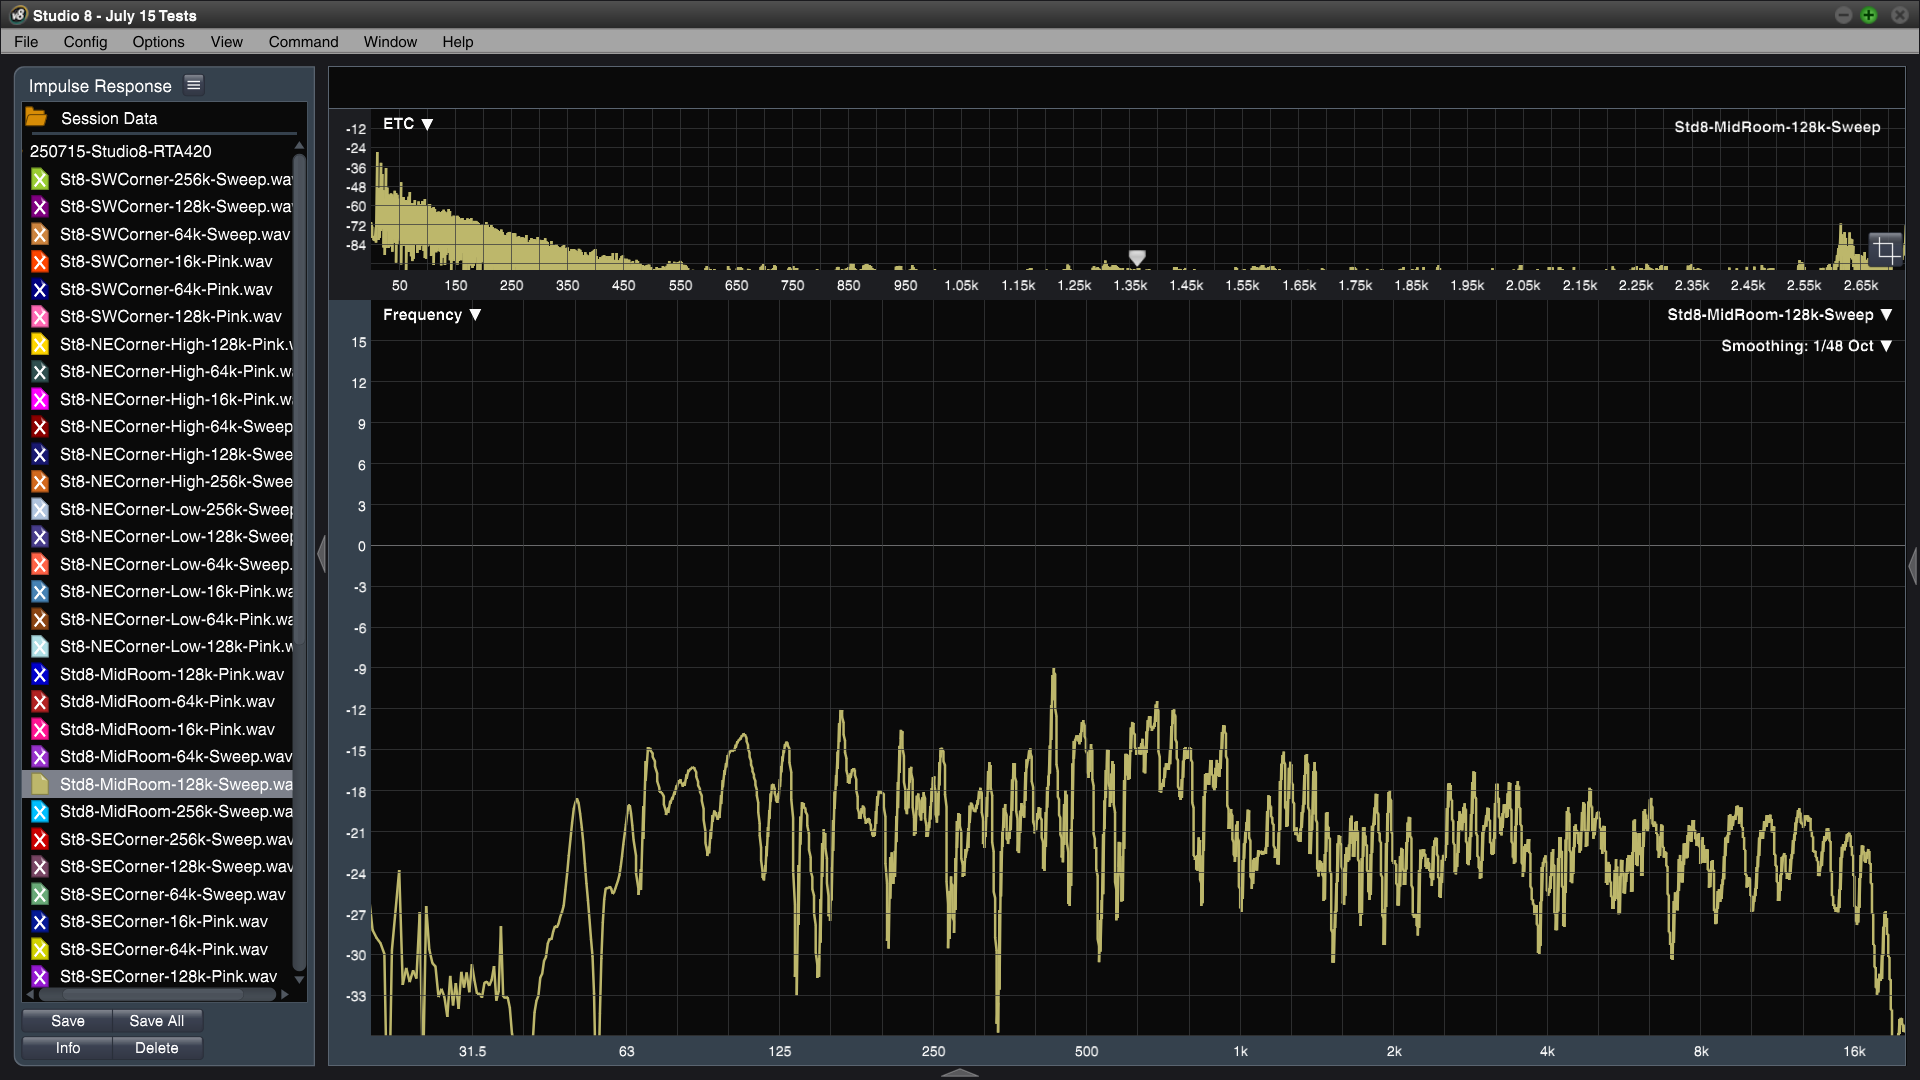 Studio 8 - July 15 Tests
File Config Options View Command Window Help
Impulse Response
Session Data
250715-Studio8-RTA420
St8-SWCorner-256k-Sweep.wa
St8-SWCorner-128k-Sweep.wa
St8-SWCorner-64k-Sweep.wav
St8-SWCorner-16k-Pink.wav
St8-SWCorner-64k-Pink.wav
St8-SWCorner-128k-Pink.wav
St8-NECorner-High-128k-Pink.w
St8-NECorner-High-64k-Pink.w
St8-NECorner-High-16k-Pink.w
St8-NECorner-High-64k-Sweep
St8-NECorner-High-128k-Swee
St8-NECorner-High-256k-Swee
St8-NECorner-Low-256k-Sweep
St8-NECorner-Low-128k-Sweep
St8-NECorner-Low-64k-Sweep.
St8-NECorner-Low-16k-Pink.wa
St8-NECorner-Low-64k-Pink.wa
St8-NECorner-Low-128k-Pink.w
Std8-MidRoom-128k-Pink.wav
Std8-MidRoom-64k-Pink.wav
Std8-MidRoom-16k-Pink.wav
Std8-MidRoom-64k-Sweep.wav
Std8-MidRoom-128k-Sweep.wa
Std8-MidRoom-256k-Sweep.wa
St8-SECorner-256k-Sweep.wav
St8-SECorner-128k-Sweep.wav
St8-SECorner-64k-Sweep.wav
St8-SECorner-16k-Pink.wav
St8-SECorner-64k-Pink.wav
St8-SECorner-128k-Pink.wav
Save Save All
Info Delete
ETC ▼
Std8-MidRoom-128k-Sweep
-12
-24
-36
-48
-60
-72
-84
50 150 250 350 450 550 650 750 850 950 1.05k 1.15k 1.25k 1.35k 1.45k 1.55k 1.65k 1.75k 1.85k 1.95k 2.05k 2.15k 2.25k 2.35k 2.45k 2.55k 2.65k
Frequency ▼
Std8-MidRoom-128k-Sweep ▼
Smoothing: 1/48 Oct ▼
15
12
9
6
3
0
-3
-6
-9
-12
-15
-18
-21
-24
-27
-30
-33
31.5 63 125 250 500 1k 2k 4k 8k 16k